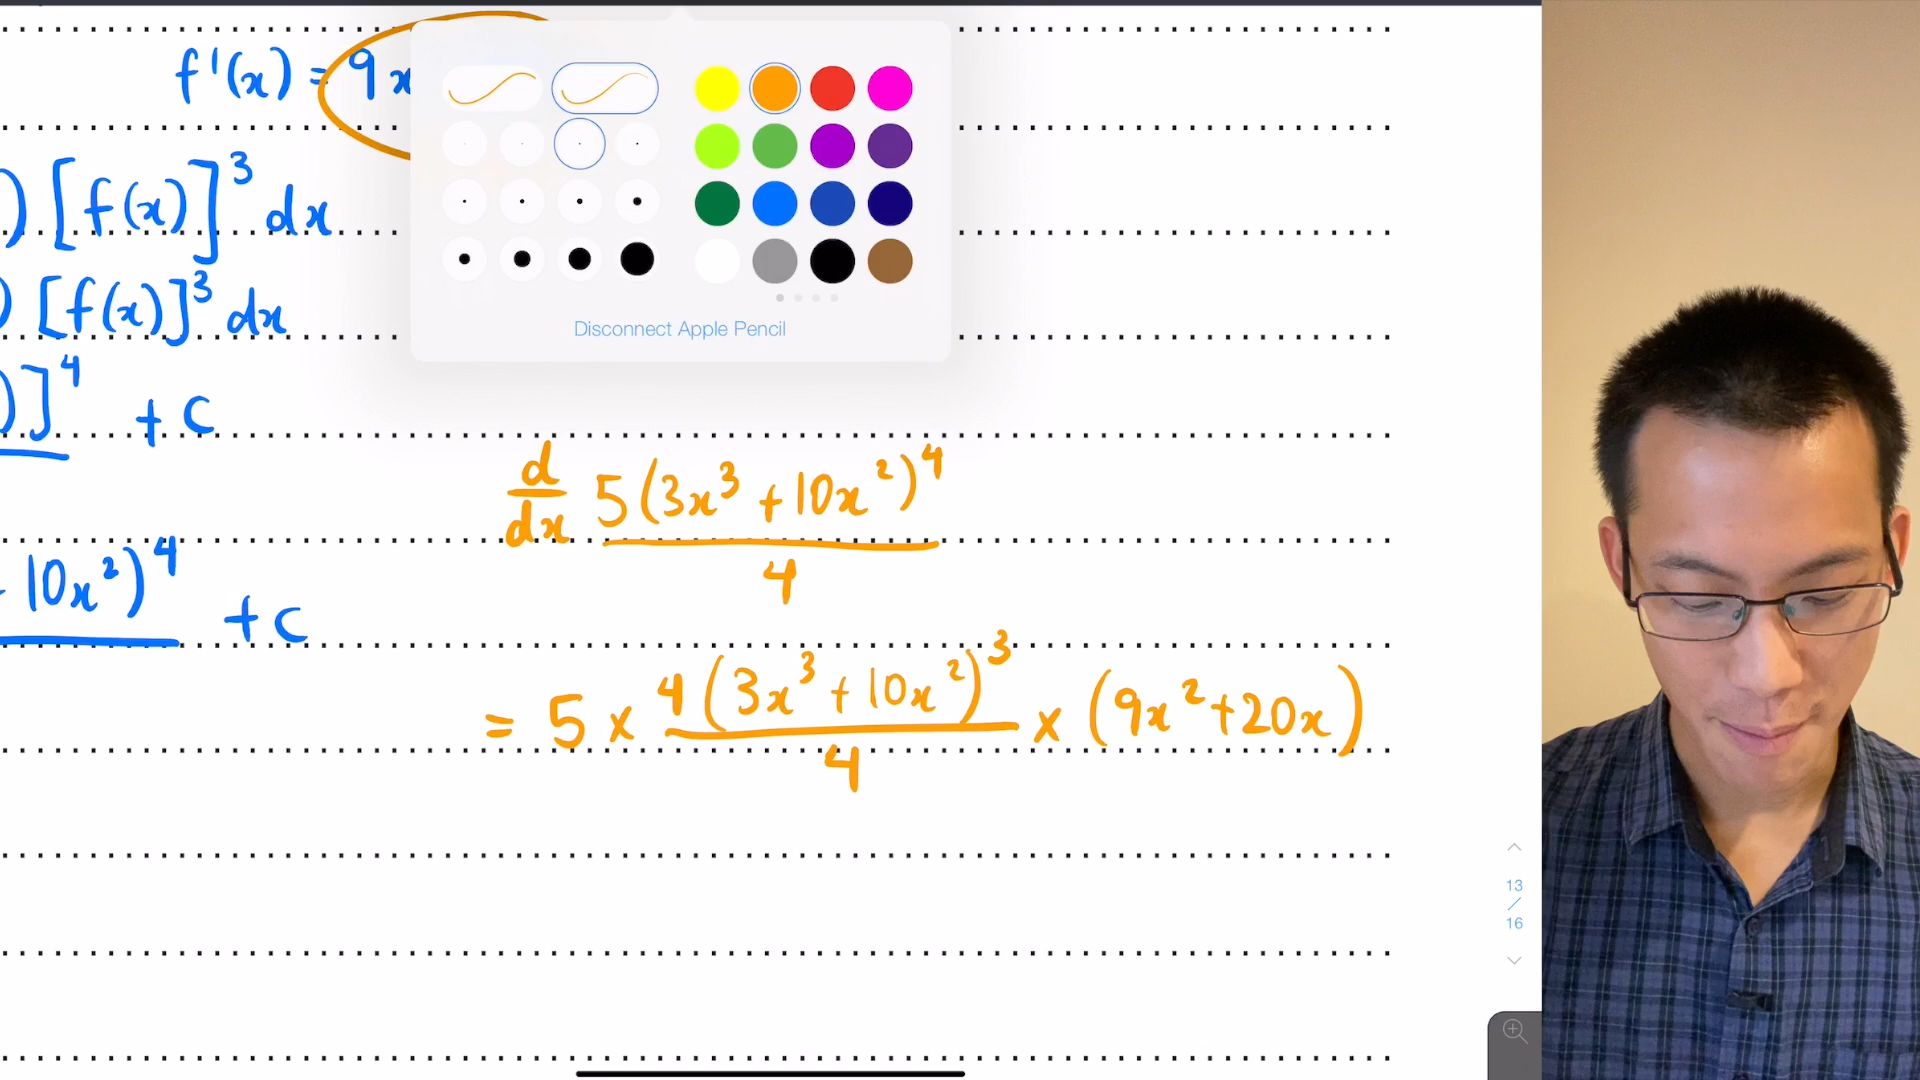 f'(x) = 9x
) [f(x)]³ dx
) [f(x)]³ dx
Disconnect Apple Pencil
)]⁴ + c
d/dx 5(3x³ + 10x²)⁴ / 4
10x²)⁴ + c
= 5 × 4(3x³ + 10x²)³ / 4 × (9x² + 20x)
13
/
16